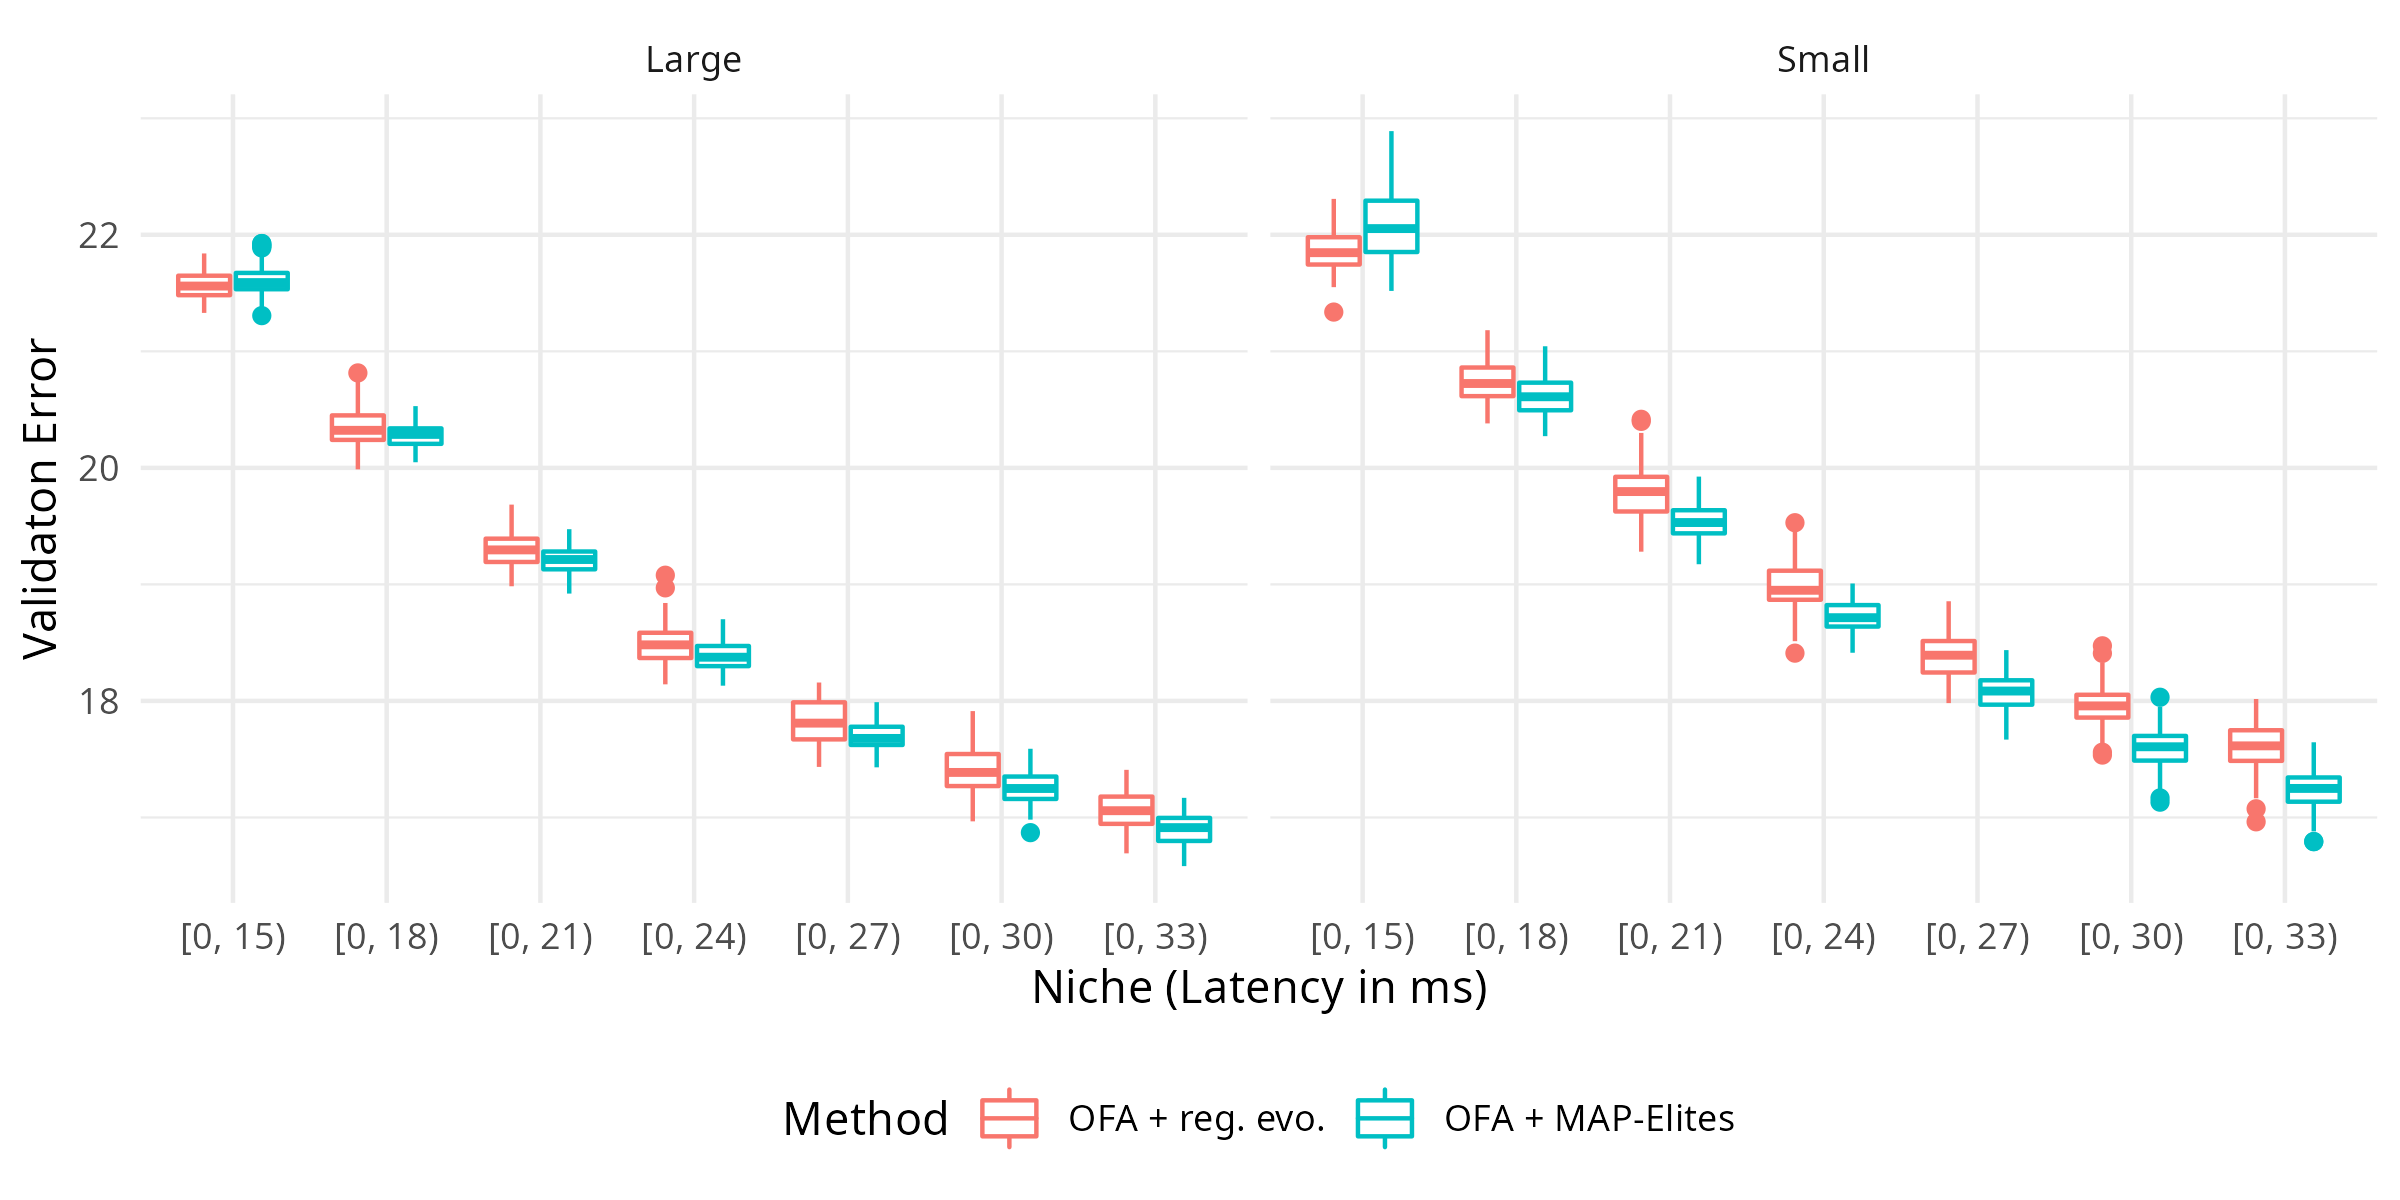 Large
Small
Validaton Error
22
20
18
[0, 15) [0, 18) [0, 21) [0, 24) [0, 27) [0, 30) [0, 33)
[0, 15) [0, 18) [0, 21) [0, 24) [0, 27) [0, 30) [0, 33)
Niche (Latency in ms)
Method OFA + reg. evo. OFA + MAP-Elites